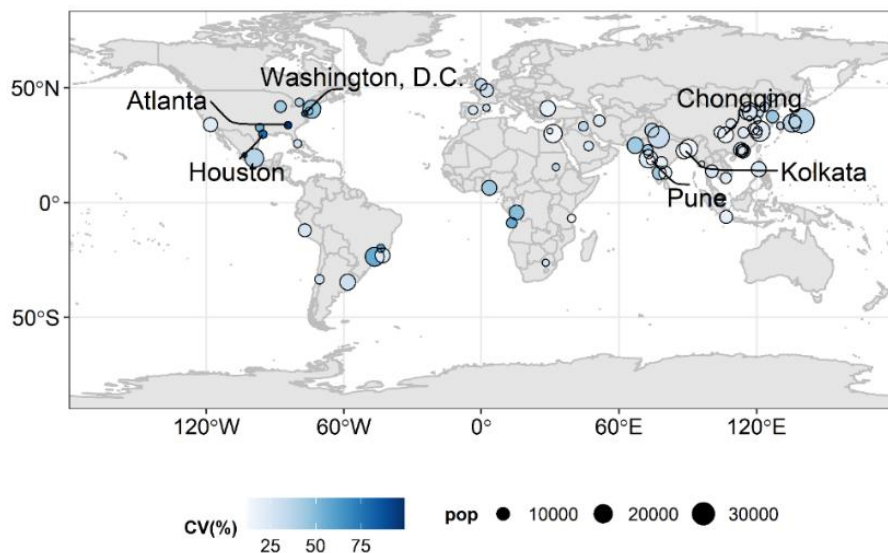 50°N
Washington, D.C.
Chongqing
Atlanta
Houston
Kolkata
0°
Pune
50°S
120°W 60°W 0° 60°E 120°E
CV(%)
25 50 75
pop 10000 20000 30000